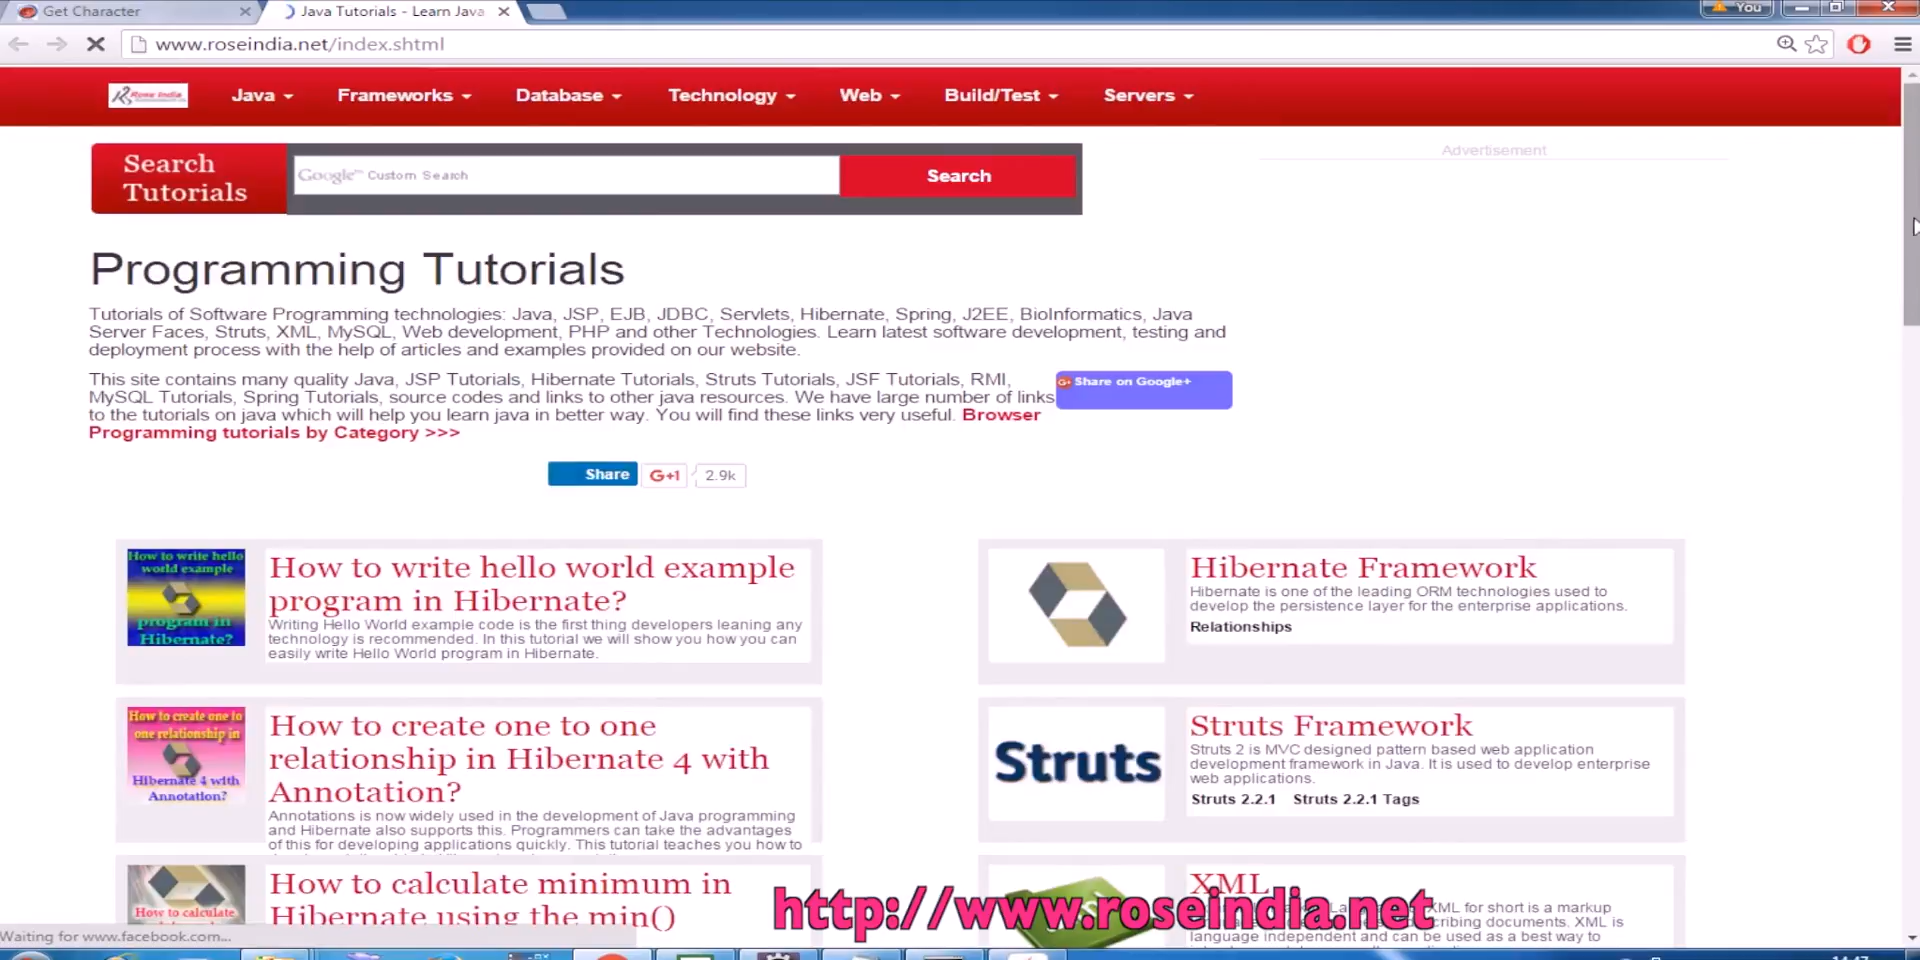 Get Character
Java Tutorials - Learn Java
You
www.roseindia.net/index.shtml
Rose India
Java
Frameworks
Database
Technology
Web
Build/Test
Servers
Search
Tutorials
Google™ Custom Search
Search
Advertisement
Programming Tutorials
Tutorials of Software Programming technologies: Java, JSP, EJB, JDBC, Servlets, Hibernate, Spring, J2EE, BioInformatics, Java
Server Faces, Struts, XML, MySQL, Web development, PHP and other Technologies. Learn latest software development, testing and
deployment process with the help of articles and examples provided on our website.
This site contains many quality Java, JSP Tutorials, Hibernate Tutorials, Struts Tutorials, JSF Tutorials, RMI,
MySQL Tutorials, Spring Tutorials, source codes and links to other java resources. We have large number of links
to the tutorials on java which will help you learn java in better way. You will find these links very useful. Browser
Programming tutorials by Category >>>
G+ Share on Google+
Share
G+1
2.9k
How to write hello
world example
program in
Hibernate?
How to write hello world example
program in Hibernate?
Writing Hello World example code is the first thing developers leaning any
technology is recommended. In this tutorial we will show you how you can
easily write Hello World program in Hibernate.
Hibernate Framework
Hibernate is one of the leading ORM technologies used to
develop the persistence layer for the enterprise applications.
Relationships
How to create one to
one relationship in
Hibernate 4 with
Annotation?
How to create one to one
relationship in Hibernate 4 with
Annotation?
Annotations is now widely used in the development of Java programming
and Hibernate also supports this. Programmers can take the advantages
of this for developing applications quickly. This tutorial teaches you how to
Struts
Struts Framework
Struts 2 is MVC designed pattern based web application
development framework in Java. It is used to develop enterprise
web applications.
Struts 2.2.1 Struts 2.2.1 Tags
How to calculate
How to calculate minimum in
Hibernate using the min()
XML
XML for short is a markup
language independent and can be used as a best way to
http://www.roseindia.net
Waiting for www.facebook.com...